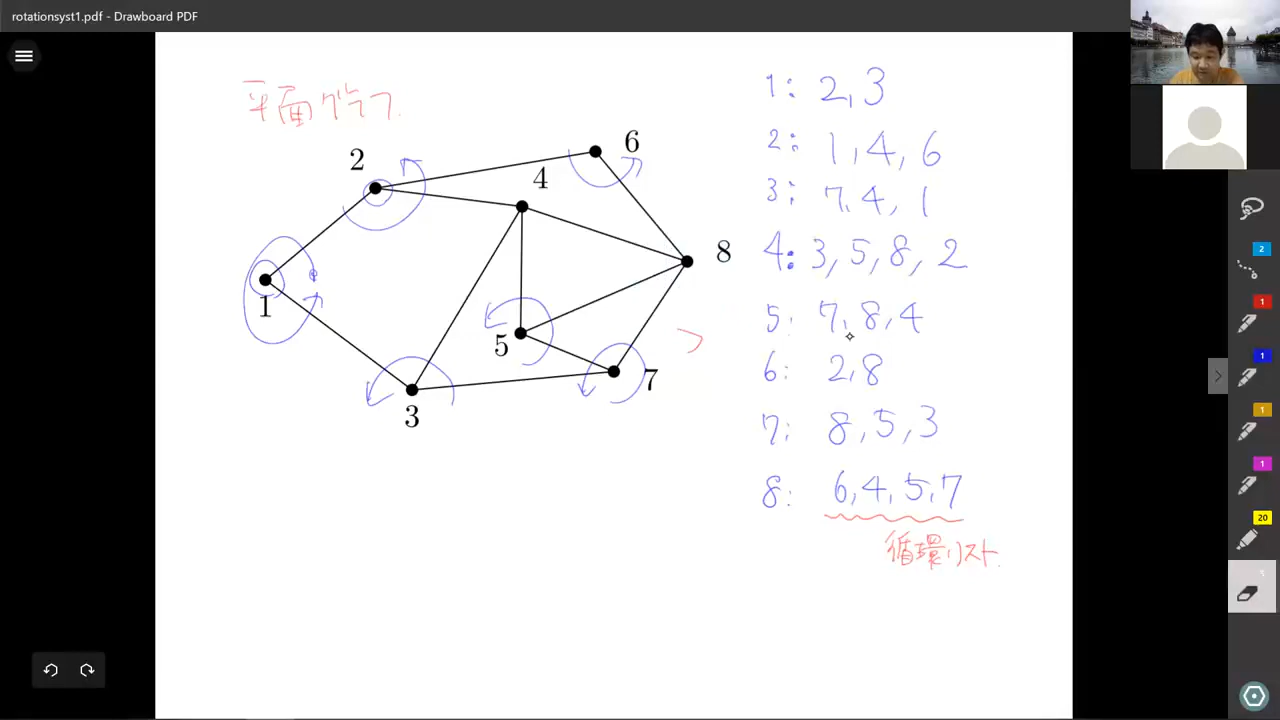 rotationsyst1.pdf - Drawboard PDF
平面グラフ
1: 2, 3
2: 1, 4, 6
3: 7, 4, 1
4: 3, 5, 8, 2
5: 7, 8, 4
6: 2, 8
7: 8, 5, 3
8: 6, 4, 5, 7
循環リスト
6
2
4
8
1
5
7
3
2
1
1
1
1
20